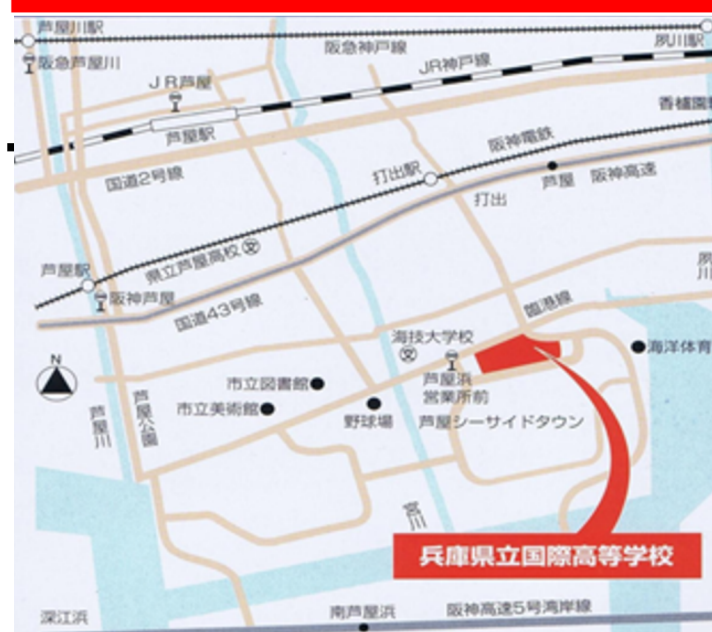 芦屋川駅
阪急芦屋川
阪急神戸線
夙川駅
JR神戸線
JR芦屋
芦屋駅
香櫨園
国道2号線
阪神電鉄
打出駅
芦屋
阪神高速
打出
県立芦屋高校
芦屋駅
阪神芦屋
国道43号線
夙
川
臨港線
海技大学校
海洋体育
N
芦屋浜
営業所前
市立図書館
市立美術館
野球場
芦屋シーサイドタウン
芦屋川
芦屋公園
宮川
兵庫県立国際高等学校
深江浜
南芦屋浜
阪神高速5号湾岸線